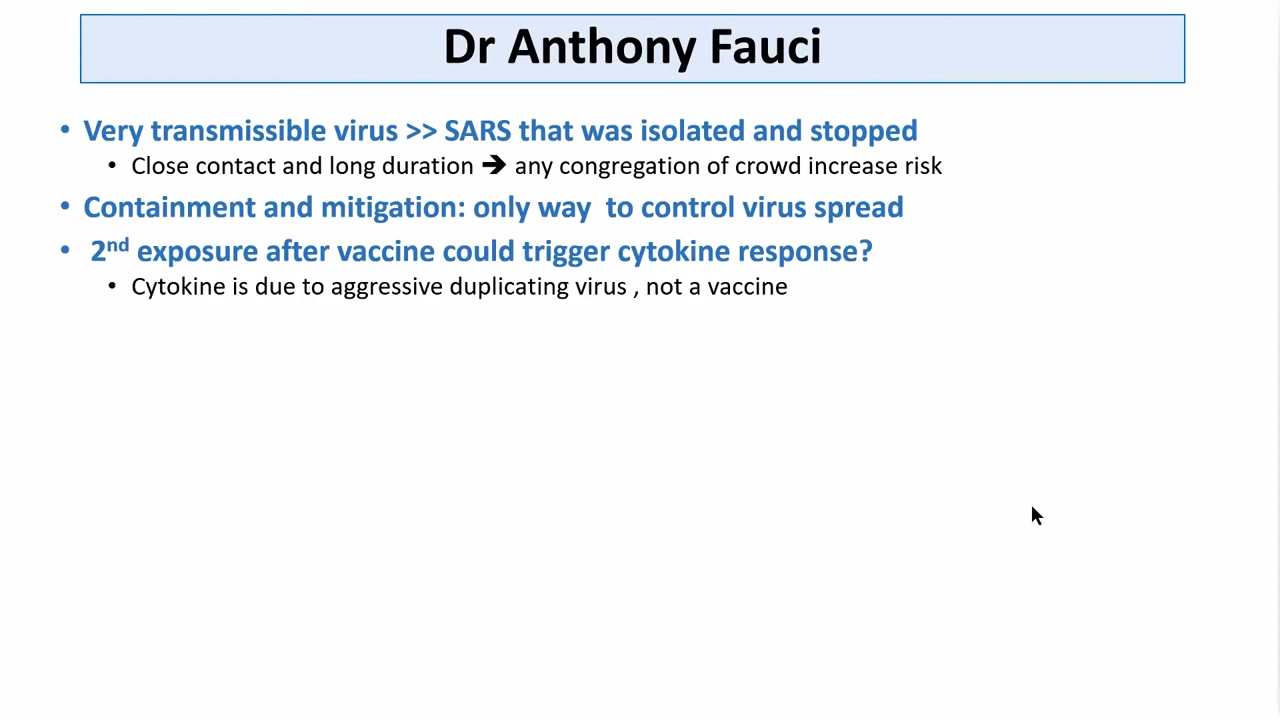 Dr Anthony Fauci
• Very transmissible virus >> SARS that was isolated and stopped
• Close contact and long duration ➔ any congregation of crowd increase risk
• Containment and mitigation: only way  to control virus spread
• 2nd exposure after vaccine could trigger cytokine response?
• Cytokine is due to aggressive duplicating virus , not a vaccine